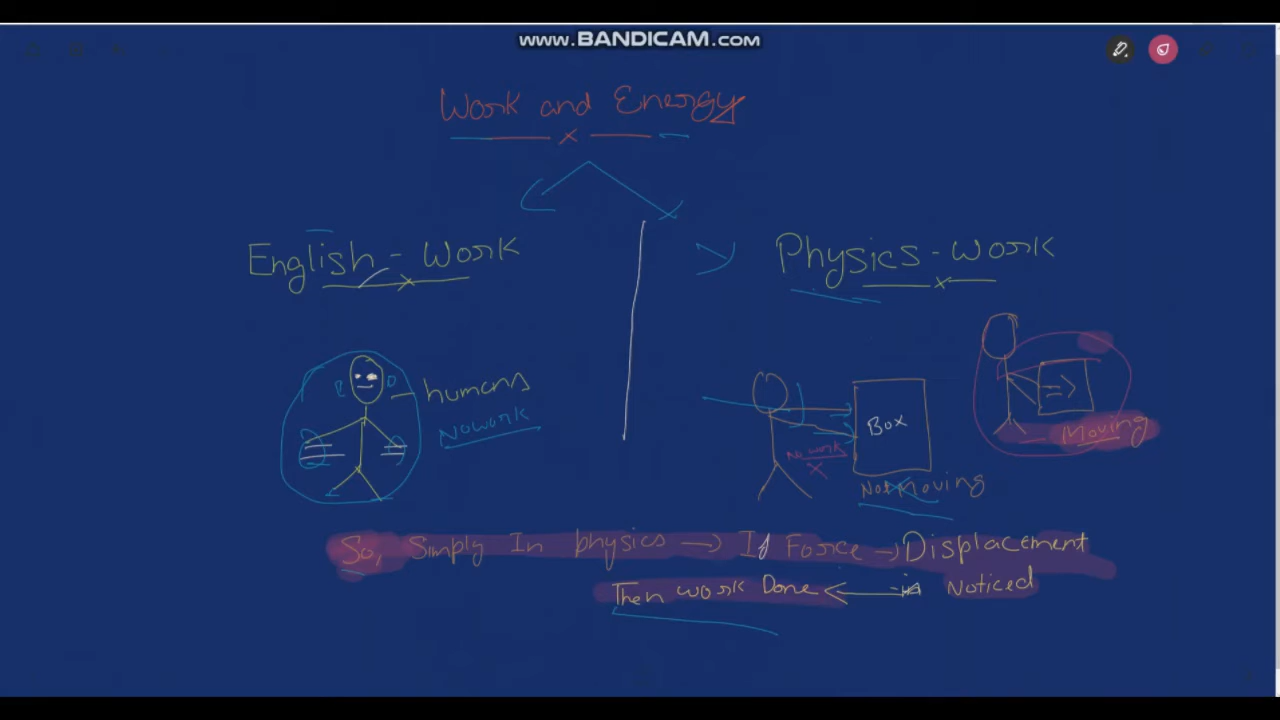 www.BANDICAM.com
Work and Energy
English - Work
Physics - Work
humans
No work
Box
No work
Not Moving
Moving
So, Simply In physics → If Force → Displacement
Then work Done ← is Noticed